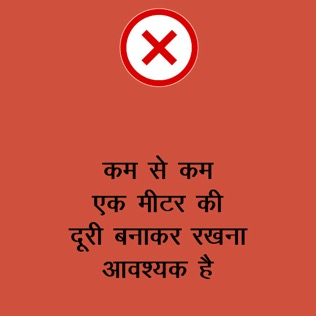 कम से कम
एक मीटर की
दूरी बनाकर रखना
आवश्यक है